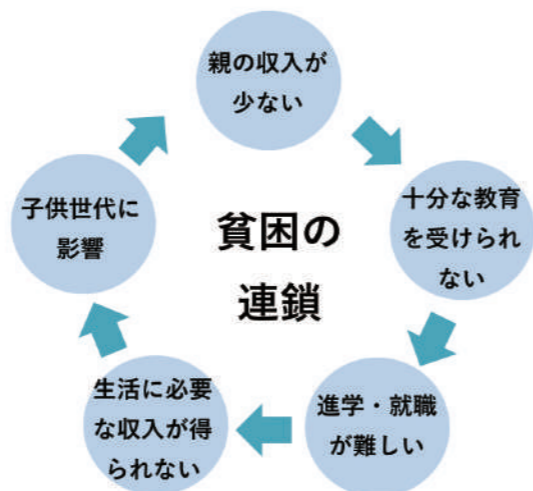 親の収入が
少ない
十分な教育
を受けられ
ない
進学・就職
が難しい
生活に必要
な収入が得
られない
子供世代に
影響
貧困の
連鎖